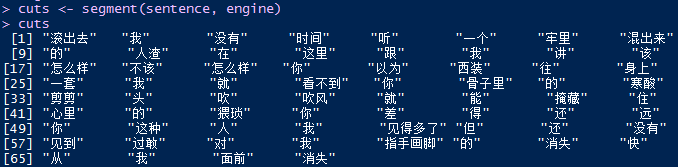 > cuts <- segment(sentence, engine)
> cuts
[1] "滚出去" "我" "没有" "时间" "听" "一个" "牢里" "混出来"
[9] "的" "人渣" "在" "这里" "跟" "我" "讲" "该"
[17] "怎么样" "不该" "怎么样" "你" "以为" "西装" "往" "身上"
[25] "一套" "我" "就" "看不到" "你" "骨子里" "的" "寒酸"
[33] "剪剪" "头" "吹" "吹风" "就" "能" "掩藏" "住"
[41] "心里" "的" "猥琐" "你" "差" "得" "还" "远"
[49] "你" "这种" "人" "我" "见得多了" "但" "还" "没有"
[57] "见到" "过敢" "对" "我" "指手画脚" "的" "消失" "快"
[65] "从" "我" "面前" "消失"